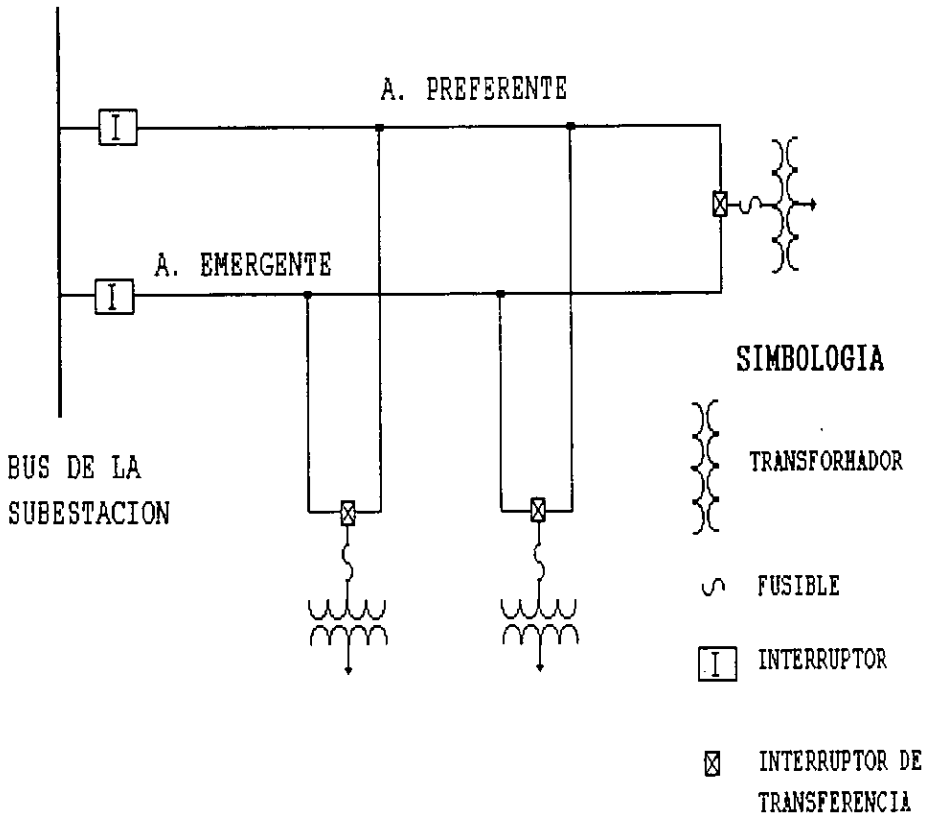 A. PREFERENTE
I
A. EMERGENTE
I
BUS DE LA
SUBESTACION
SIMBOLOGIA
TRANSFORMADOR
FUSIBLE
I
INTERRUPTOR
INTERRUPTOR DE
TRANSFERENCIA